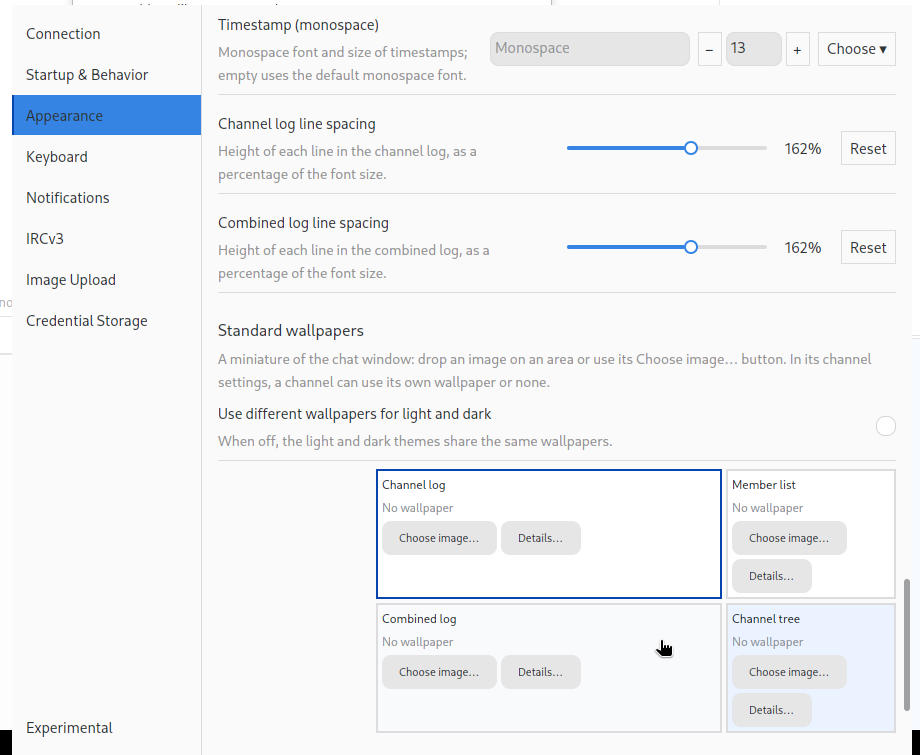 Connection
Startup & Behavior
Appearance
Keyboard
Notifications
IRCv3
Image Upload
Credential Storage
Experimental
Timestamp (monospace)
Monospace font and size of timestamps;
empty uses the default monospace font.
Monospace
− 13 + Choose ▾
Channel log line spacing
Height of each line in the channel log, as a
percentage of the font size.
162% Reset
Combined log line spacing
Height of each line in the combined log, as a
percentage of the font size.
162% Reset
Standard wallpapers
A miniature of the chat window: drop an image on an area or use its Choose image… button. In its channel
settings, a channel can use its own wallpaper or none.
Use different wallpapers for light and dark
When off, the light and dark themes share the same wallpapers.
Channel log
No wallpaper
Choose image… Details…
Member list
No wallpaper
Choose image…
Details…
Combined log
No wallpaper
Choose image… Details…
Channel tree
No wallpaper
Choose image…
Details…